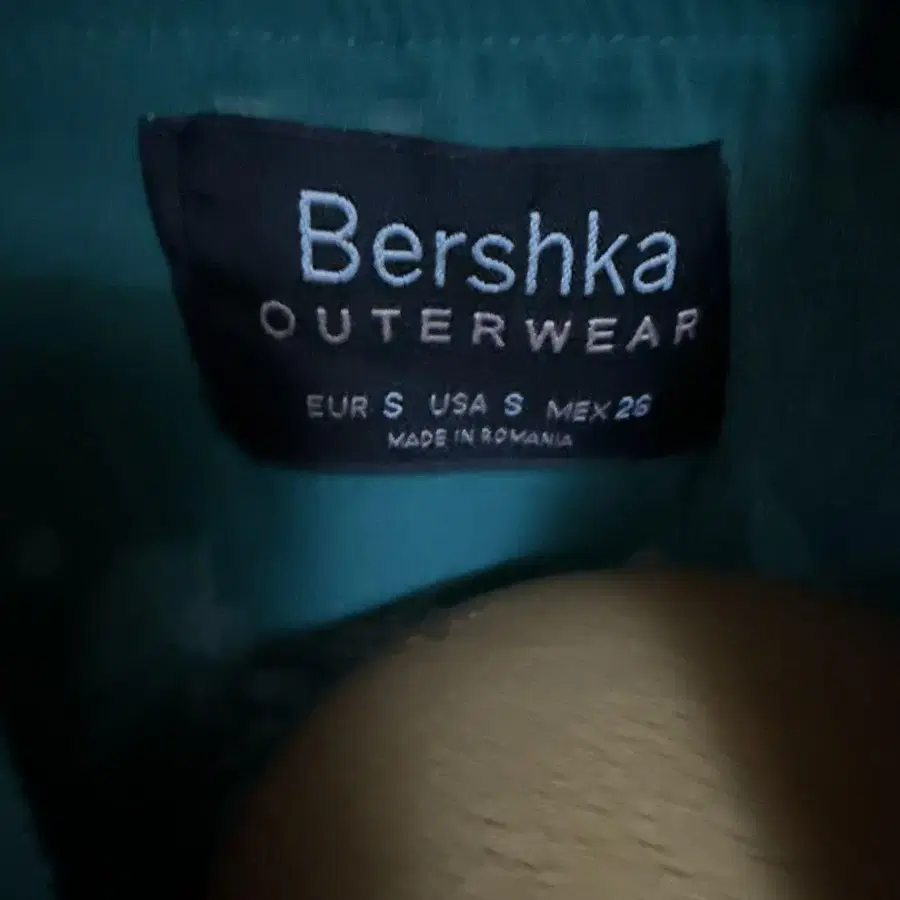 Bershka
OUTERWEAR
EUR S USA S MEX 26
MADE IN ROMANIA